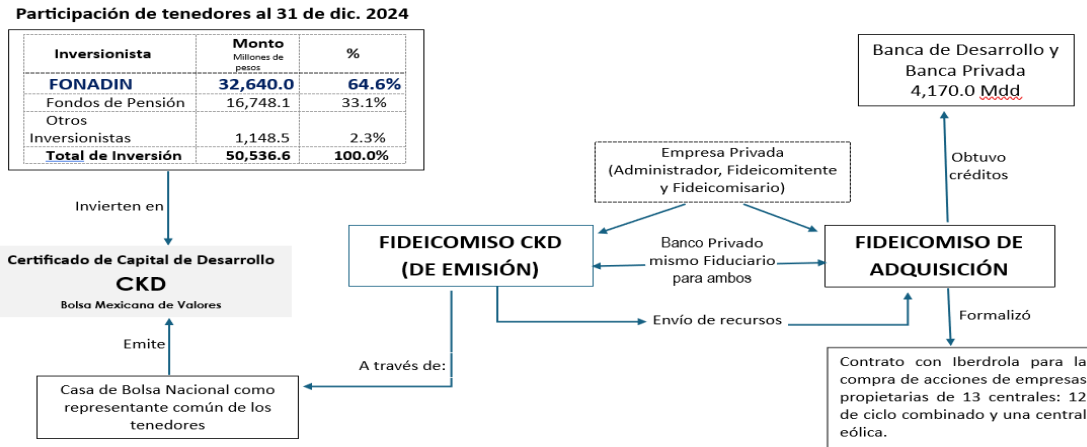 Participación de tenedores al 31 de dic. 2024
Inversionista Monto Millones de pesos %
FONADIN 32,640.0 64.6%
Fondos de Pensión 16,748.1 33.1%
Otros
Inversionistas 1,148.5 2.3%
Total de Inversión 50,536.6 100.0%
Invierten en
Certificado de Capital de Desarrollo
CKD
Bolsa Mexicana de Valores
Emite
Casa de Bolsa Nacional como
representante común de los
tenedores
A través de:
FIDEICOMISO CKD
(DE EMISIÓN)
Empresa Privada
(Administrador, Fideicomitente
y Fideicomisario)
Banco Privado
mismo Fiduciario
para ambos
Envío de recursos
Banca de Desarrollo y
Banca Privada
4,170.0 Mdd
Obtuvo
créditos
FIDEICOMISO DE
ADQUISICIÓN
Formalizó
Contrato con Iberdrola para la
compra de acciones de empresas
propietarias de 13 centrales: 12
de ciclo combinado y una central
eólica.